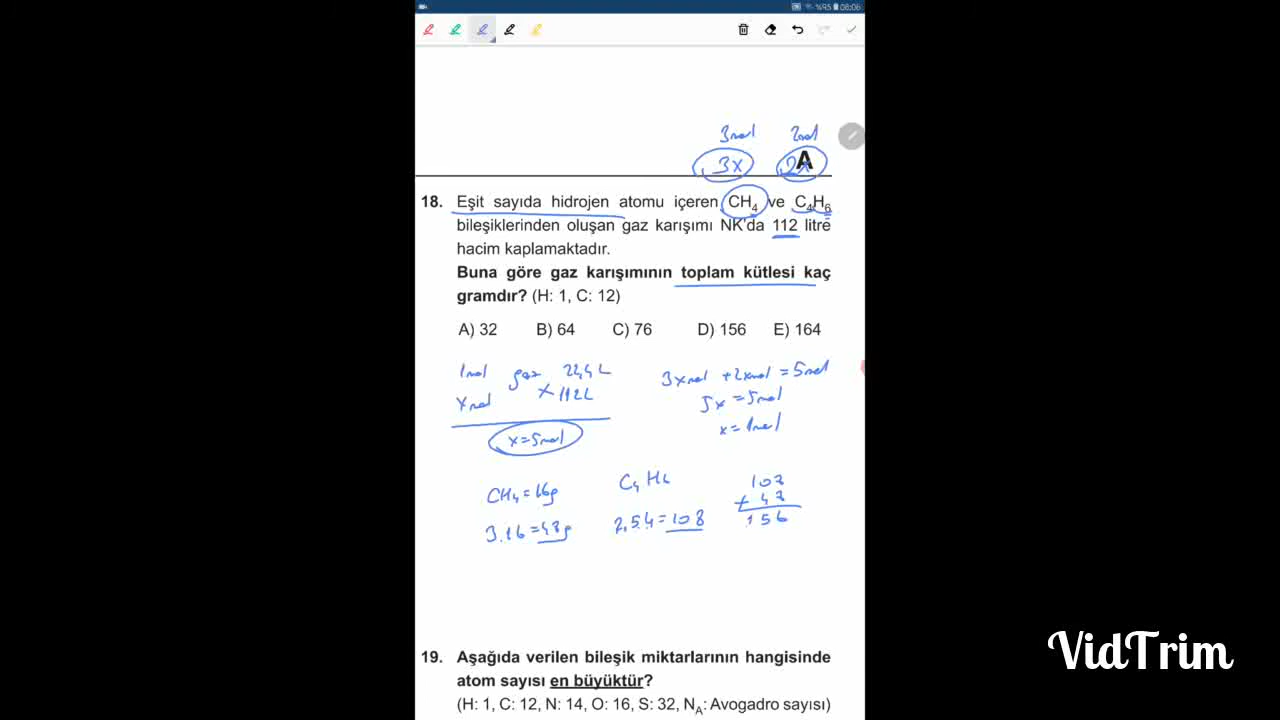 %95 08:06
3mol 2mol
3x 2x A
18. Eşit sayıda hidrojen atomu içeren CH4 ve C4H6
bileşiklerinden oluşan gaz karışımı NK'da 112 litre
hacim kaplamaktadır.
Buna göre gaz karışımının toplam kütlesi kaç
gramdır? (H: 1, C: 12)
A) 32 B) 64 C) 76 D) 156 E) 164
1mol gaz 22,4L
xmol 112L
x=5mol
3xmol +2xmol = 5mol
5x = 5mol
x = 1mol
CH4 = 16g
3.16 = 48g
C4H6
2.54 = 108
108
+ 48
156
19. Aşağıda verilen bileşik miktarlarının hangisinde
atom sayısı en büyüktür?
(H: 1, C: 12, N: 14, O: 16, S: 32, NA: Avogadro sayısı)
VidTrim